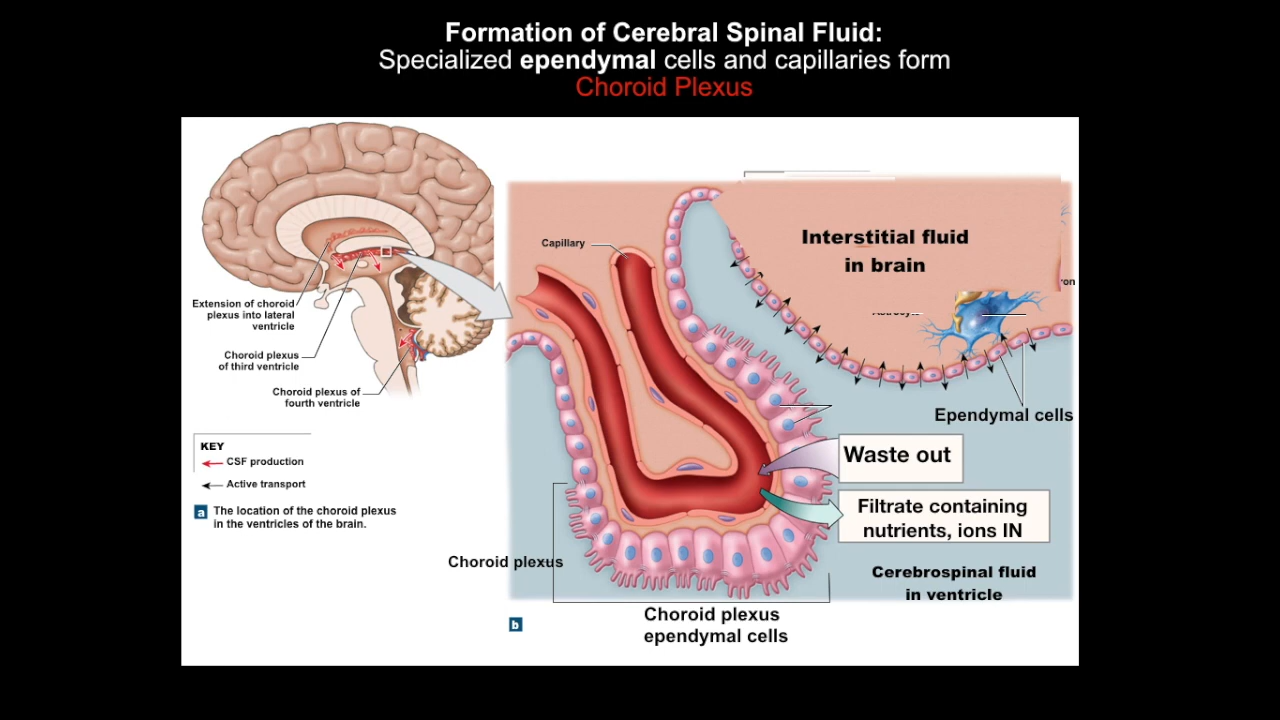 Formation of Cerebral Spinal Fluid:
Specialized ependymal cells and capillaries form
Choroid Plexus
Extension of choroid
plexus into lateral
ventricle
Choroid plexus
of third ventricle
Choroid plexus of
fourth ventricle
KEY
CSF production
Active transport
a The location of the choroid plexus
in the ventricles of the brain.
Capillary
Interstitial fluid
in brain
Ependymal cells
Waste out
Filtrate containing
nutrients, ions IN
Cerebrospinal fluid
in ventricle
Choroid plexus
Choroid plexus
ependymal cells
b